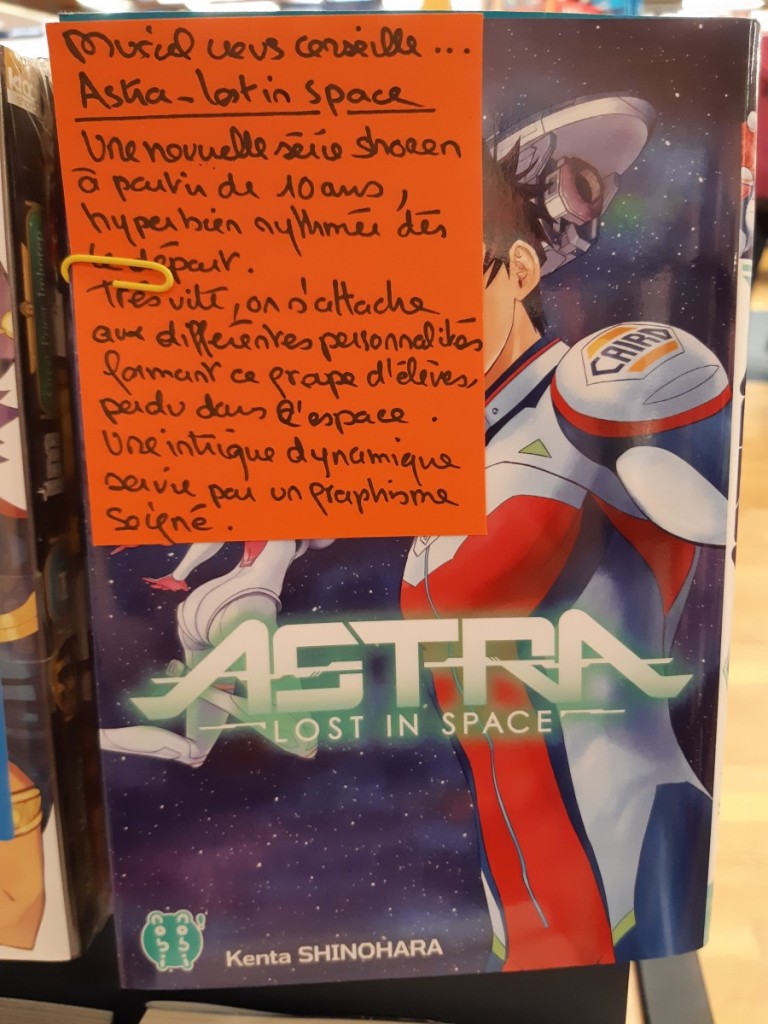 Muriel vous conseille...
Astra - lost in space
Une nouvelle série shonen
à partir de 10 ans,
hyper bien rythmée dès
le départ.
Très vite, on s'attache
aux différentes personnalités
formant ce groupe d'élèves,
perdu dans l'espace.
Une intrigue dynamique
servie par un graphisme
soigné.
CAIRD
ASTRA
LOST IN SPACE
Kenta SHINOHARA